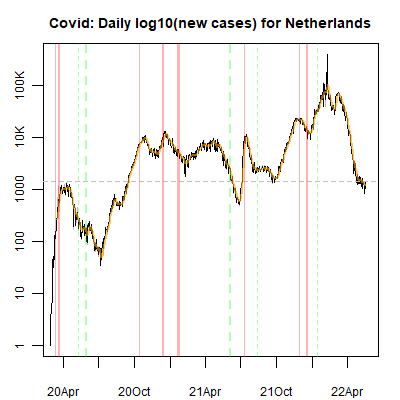 Covid: Daily log10(new cases) for Netherlands
100K
10K
1000
100
10
1
20Apr 20Oct 21Apr 21Oct 22Apr